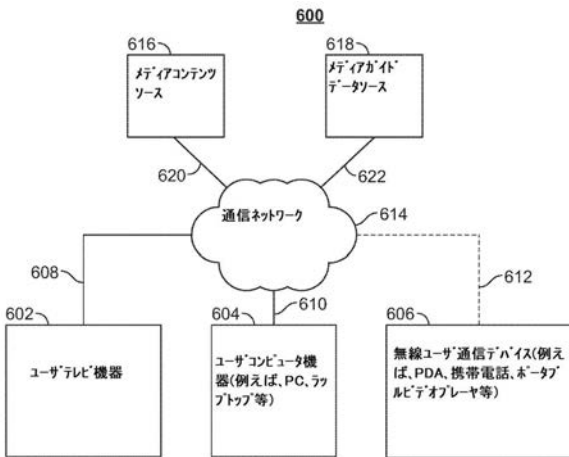 600
616
618
メディアコンテンツ
ソース
メディアガイド
データソース
620
622
通信ネットワーク
614
608
610
612
602
604
606
ユーザテレビ機器
ユーザコンピュータ機
器(例えば、PC、ラッ
プトップ等)
無線ユーザ通信デバイス(例え
ば、PDA、携帯電話、ポータブ
ルビデオプレーヤ等)